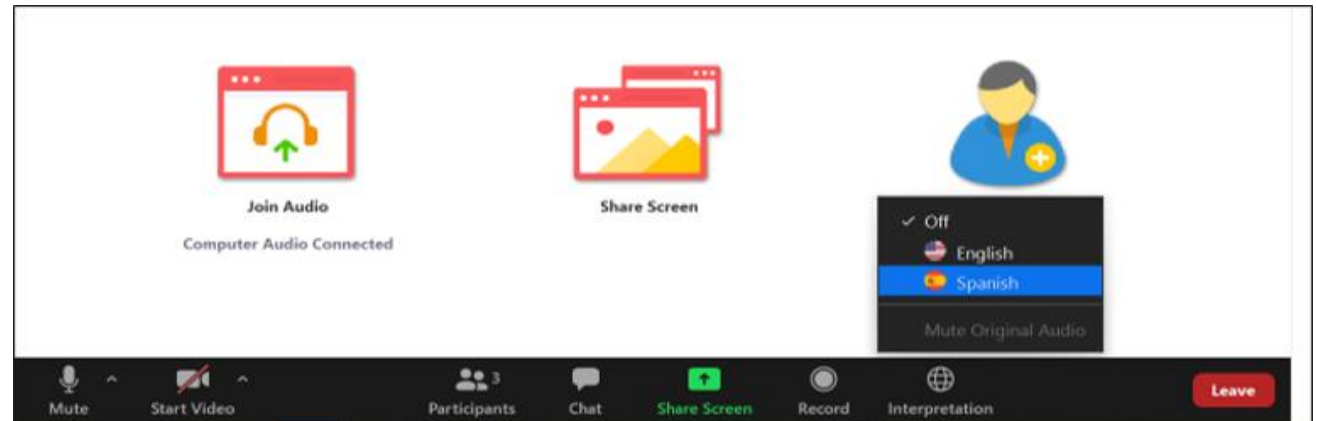 Join Audio
Computer Audio Connected
Share Screen
Off
English
Spanish
Mute Original Audio
Mute
Start Video
Participants
3
Chat
Share Screen
Record
Interpretation
Leave